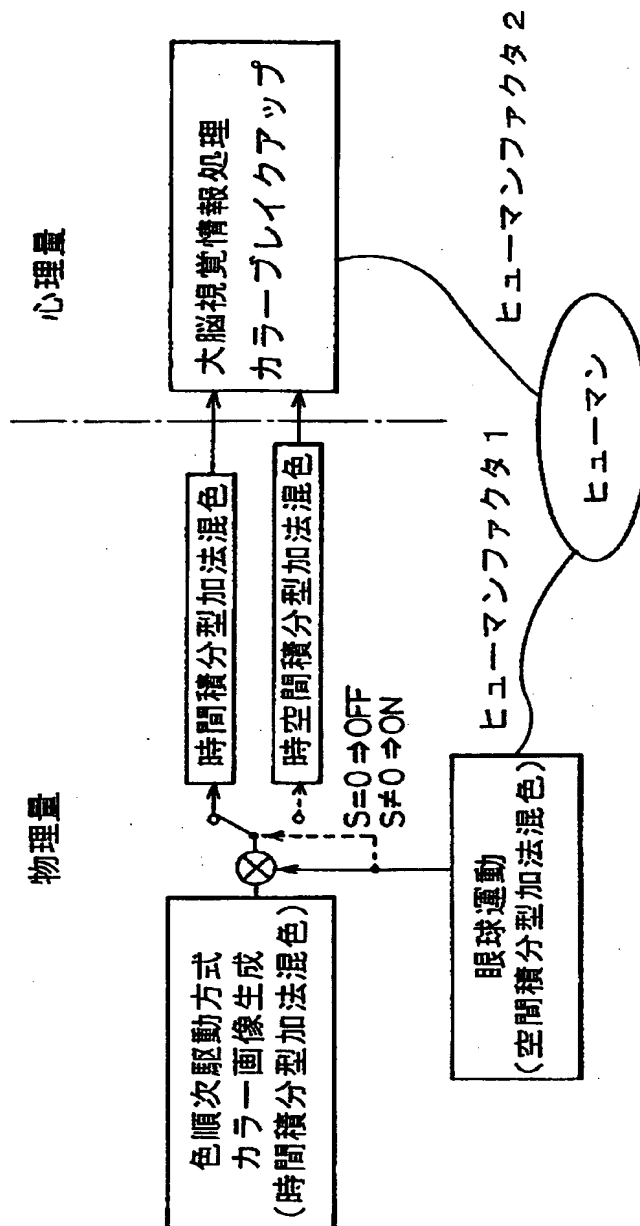 物理量
心理量
色順次駆動方式
カラー画像生成
(時間積分型加法混色)
時間積分型加法混色
時空間積分型加法混色
S=0⇒OFF
S≠0⇒ON
大脳視覚情報処理
カラーブレイクアップ
眼球運動
(空間積分型加法混色)
ヒューマンファクタ1
ヒューマンファクタ2
ヒューマン